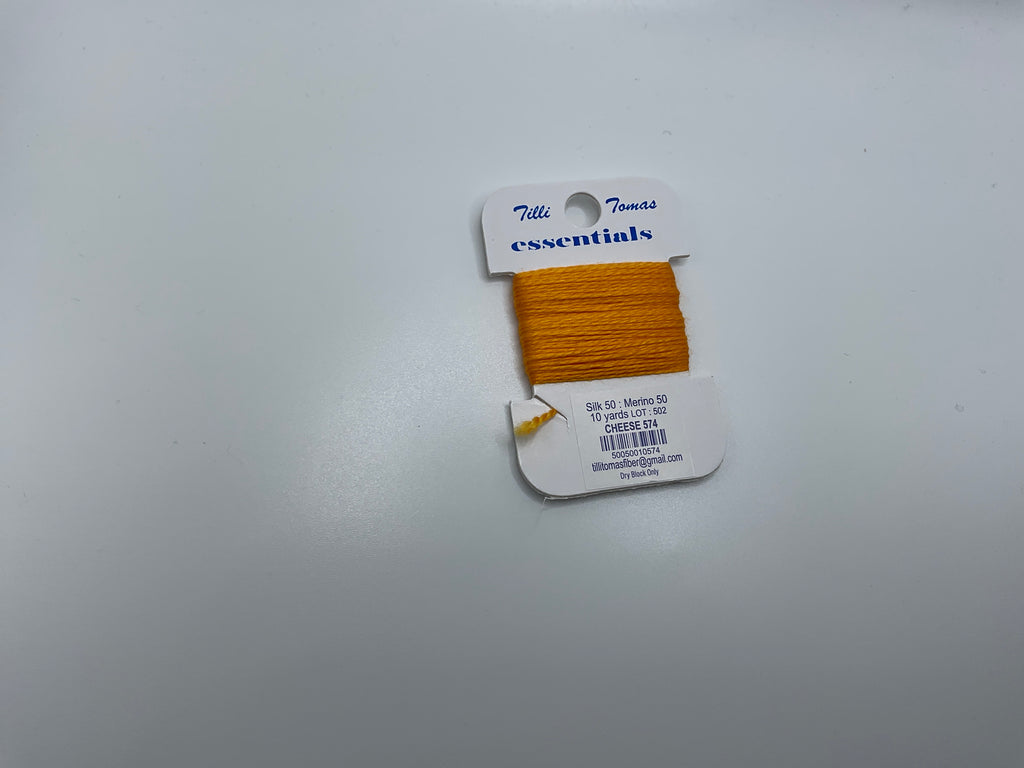 Tilli Tomas
essentials
Silk 50 : Merino 50
10 yards LOT : 502
CHEESE 574
50050010574
tillitomasfiber@gmail.com
Dry Block Only